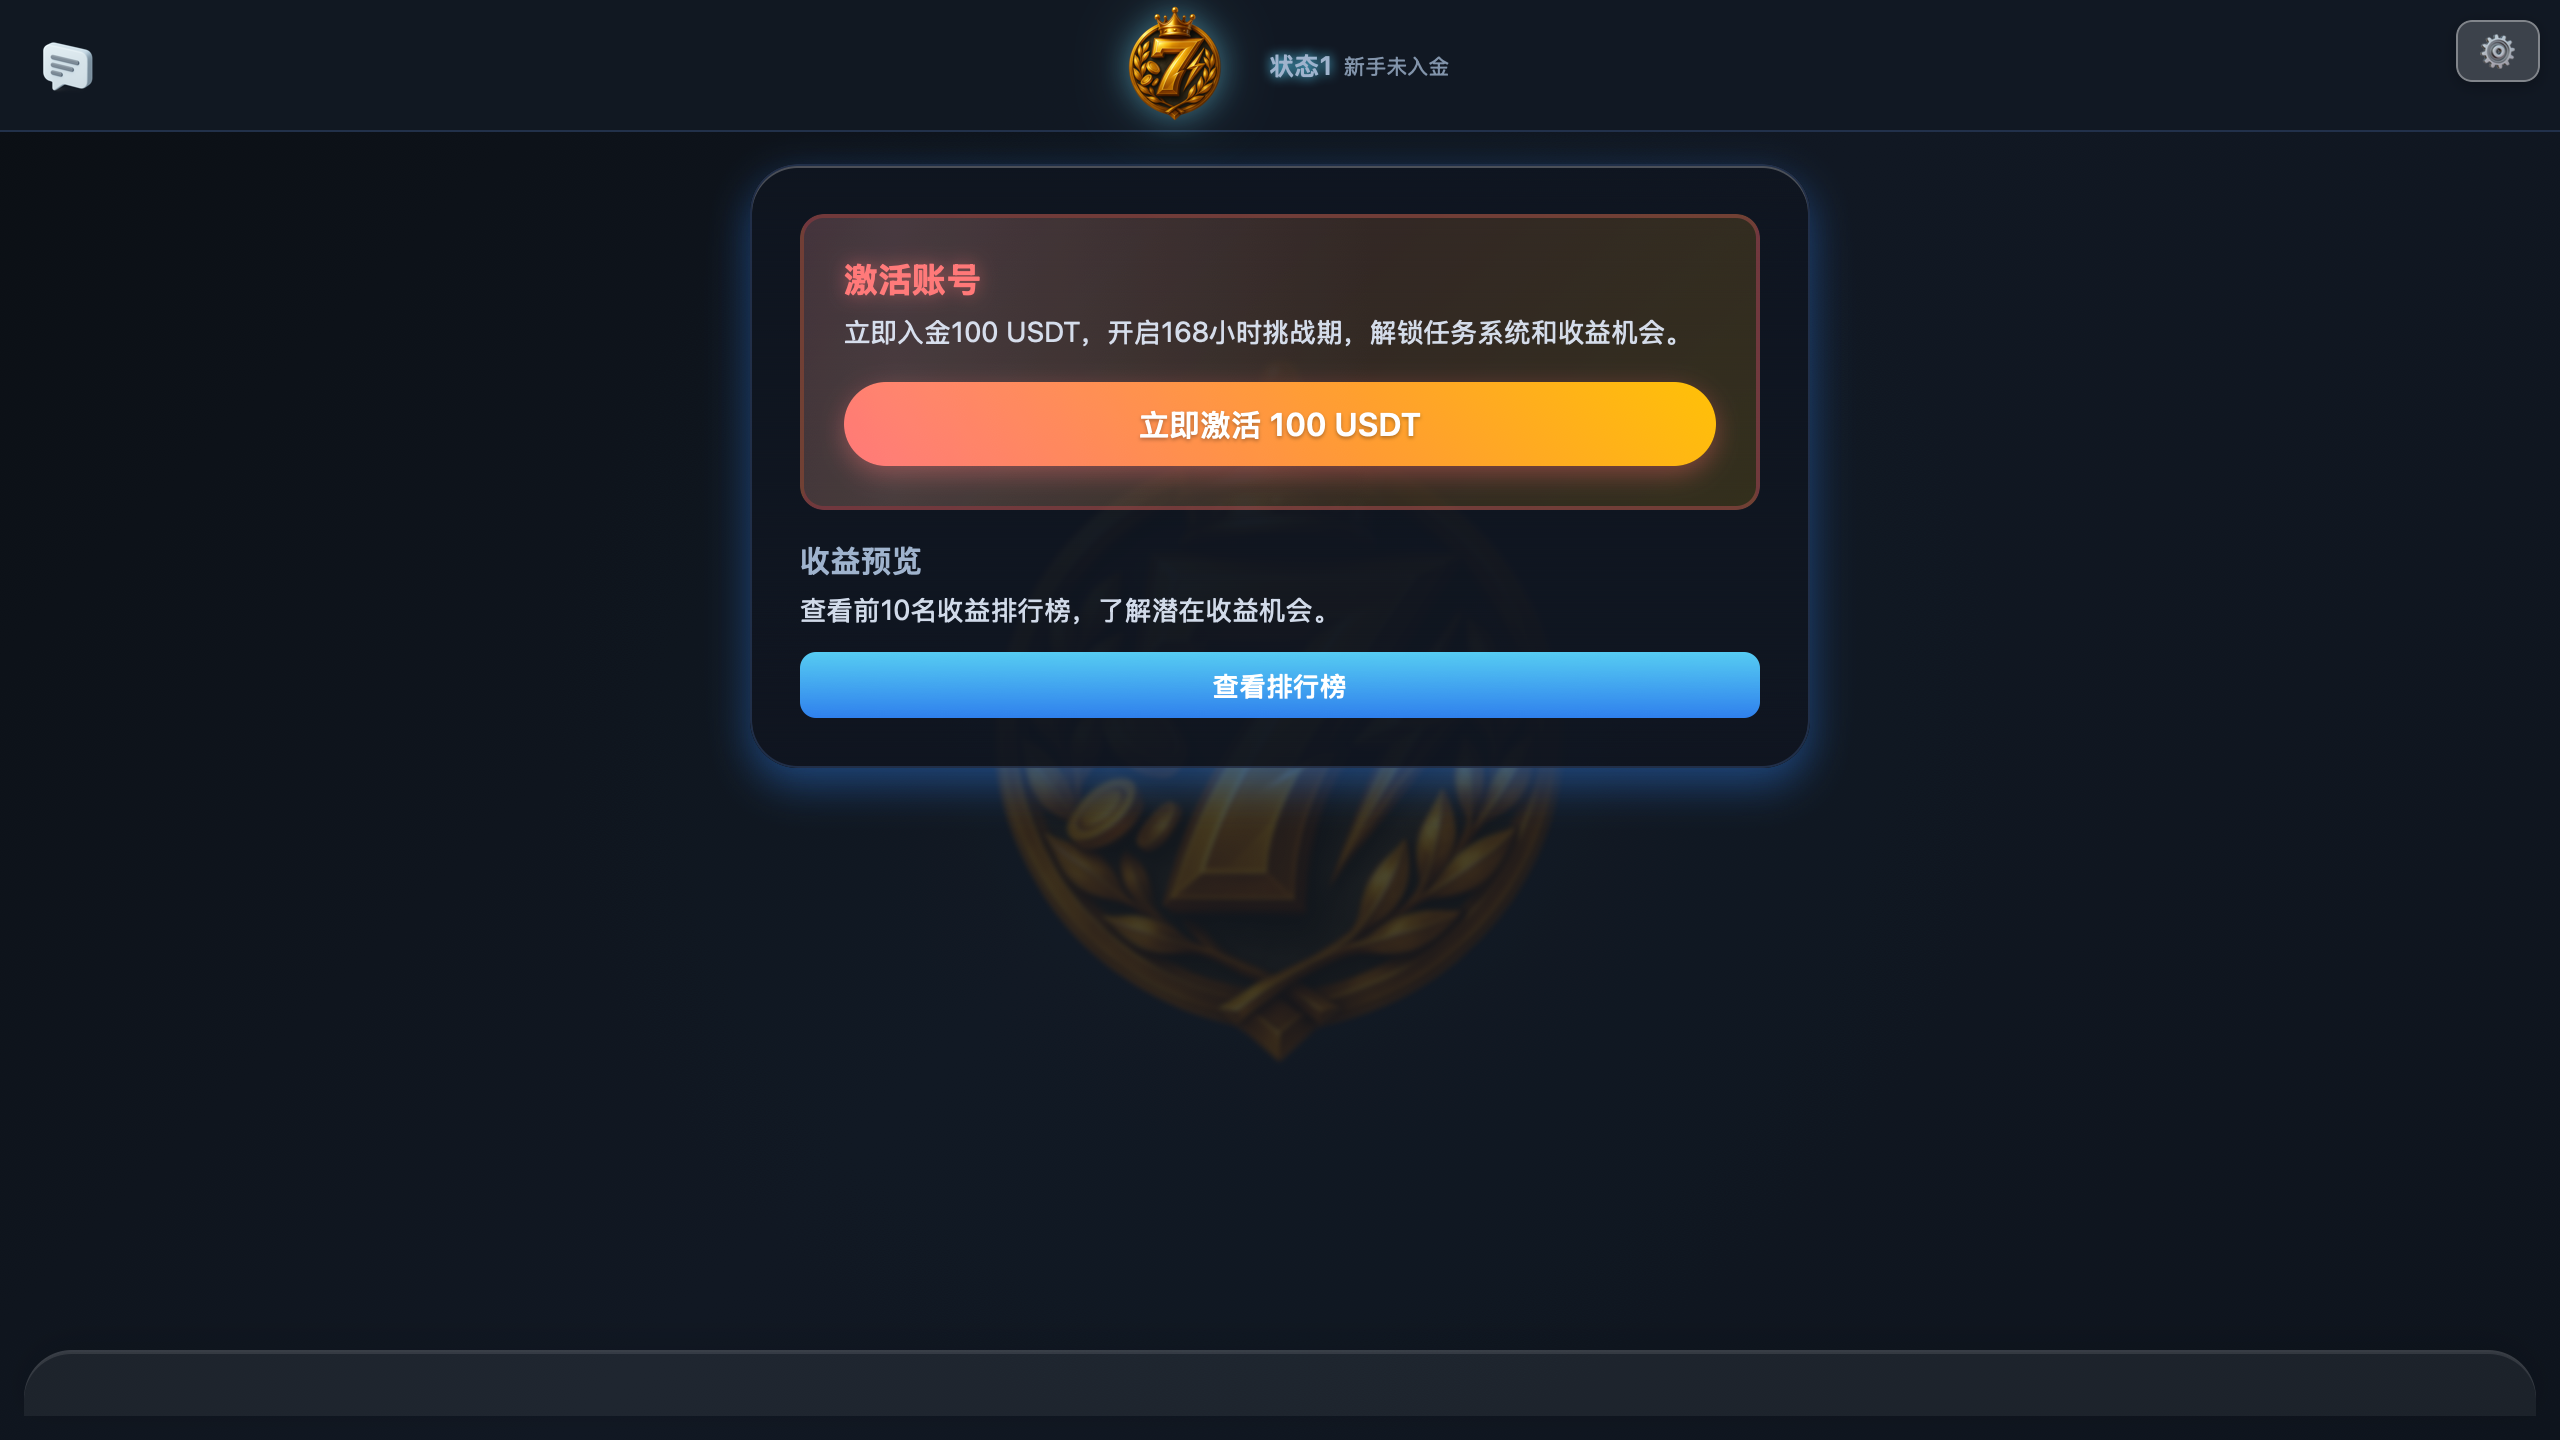 状态1 新手未入金
激活账号
立即入金100 USDT，开启168小时挑战期，解锁任务系统和收益机会。
立即激活 100 USDT
收益预览
查看前10名收益排行榜，了解潜在收益机会。
查看排行榜
7